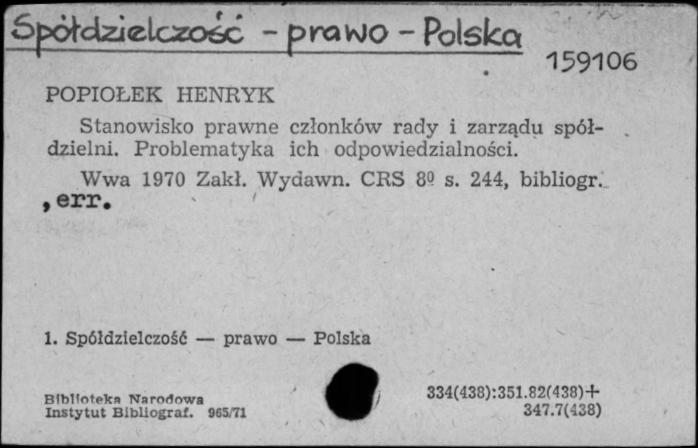 Spółdzielczość - prawo - Polska
159106
POPIOŁEK HENRYK
Stanowisko prawne członków rady i zarządu spół-
dzielni. Problematyka ich odpowiedzialności.
Wwa 1970 Zakł. Wydawn. CRS 8º s. 244, bibliogr.
, err.
1. Spółdzielczość — prawo — Polska
Biblioteka Narodowa
Instytut Bibliograf. 965/71
334(438):351.82(438)+
347.7(438)